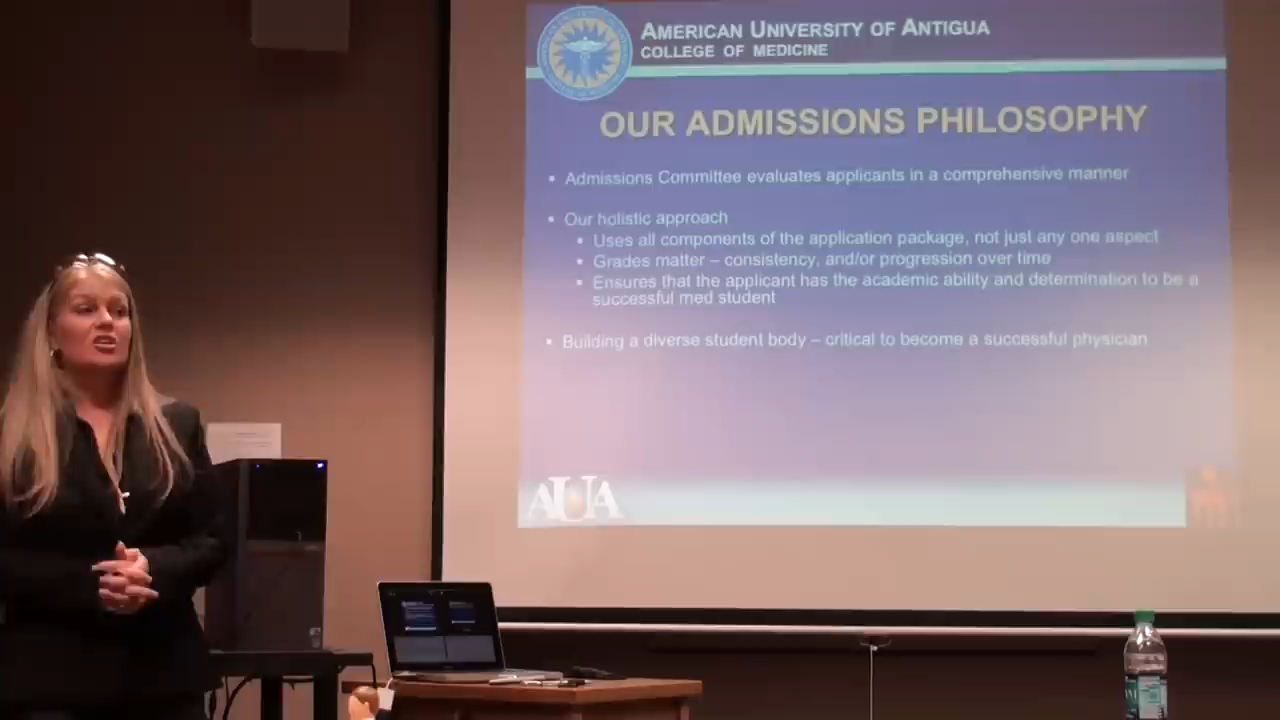 AMERICAN UNIVERSITY OF ANTIGUA
COLLEGE OF MEDICINE
OUR ADMISSIONS PHILOSOPHY
▪ Admissions Committee evaluates applicants in a comprehensive manner
▪ Our holistic approach
▪ Uses all components of the application package, not just any one aspect
▪ Grades matter – consistency, and/or progression over time
▪ Ensures that the applicant has the academic ability and determination to be a
successful med student
▪ Building a diverse student body – critical to become a successful physician
AUA